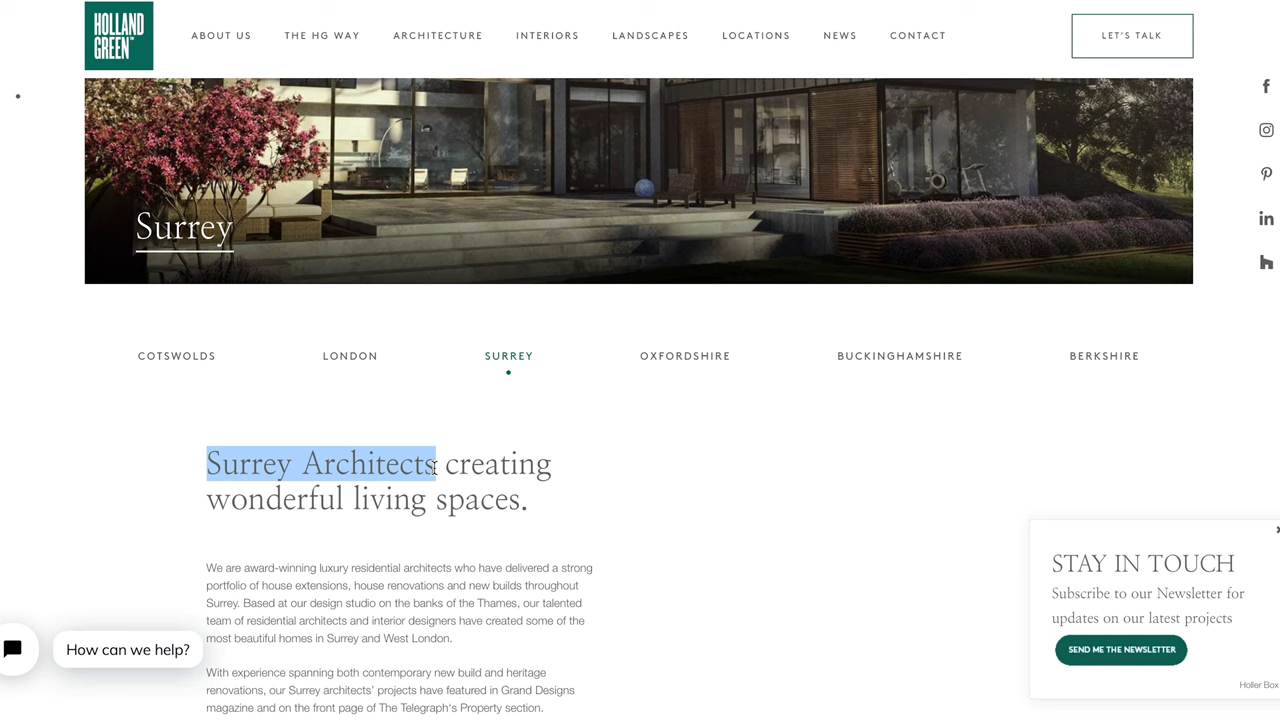 HOLLAND
GREEN™
ABOUT US
THE HG WAY
ARCHITECTURE
INTERIORS
LANDSCAPES
LOCATIONS
NEWS
CONTACT
LET'S TALK
Surrey
COTSWOLDS
LONDON
SURREY
OXFORDSHIRE
BUCKINGHAMSHIRE
BERKSHIRE
Surrey Architects creating
wonderful living spaces.
We are award-winning luxury residential architects who have delivered a strong
portfolio of house extensions, house renovations and new builds throughout
Surrey. Based at our design studio on the banks of the Thames, our talented
team of residential architects and interior designers have created some of the
most beautiful homes in Surrey and West London.
With experience spanning both contemporary new build and heritage
renovations, our Surrey architects' projects have featured in Grand Designs
magazine and on the front page of The Telegraph's Property section.
How can we help?
STAY IN TOUCH
Subscribe to our Newsletter for
updates on our latest projects
SEND ME THE NEWSLETTER
Holler Box